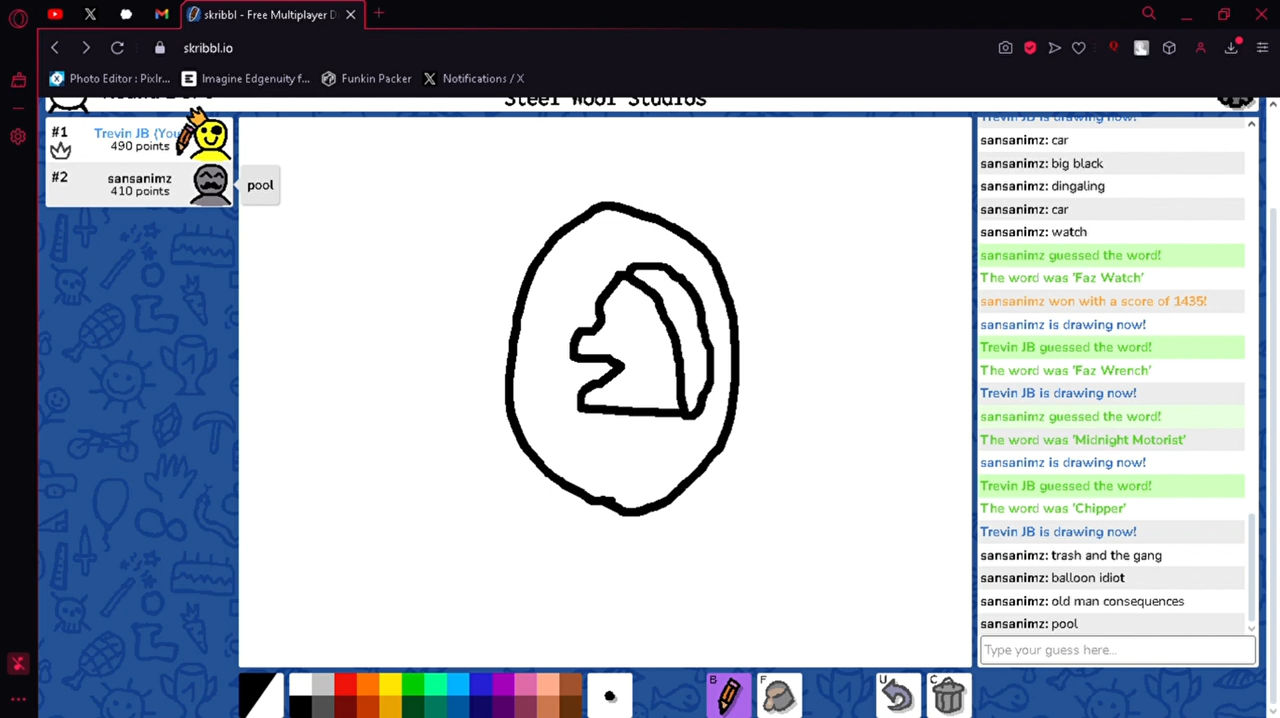 skribbl - Free Multiplayer D
skribbl.io
Photo Editor : Pixlr...
Imagine Edgenuity f...
Funkin Packer
Notifications / X
Steel Wool Studios
#1
Trevin JB (You
490 points
#2
sansanimz
410 points
pool
Trevin JB is drawing now!
sansanimz: car
sansanimz: big black
sansanimz: dingaling
sansanimz: car
sansanimz: watch
sansanimz guessed the word!
The word was 'Faz Watch'
sansanimz won with a score of 1435!
sansanimz is drawing now!
Trevin JB guessed the word!
The word was 'Faz Wrench'
Trevin JB is drawing now!
sansanimz guessed the word!
The word was 'Midnight Motorist'
sansanimz is drawing now!
Trevin JB guessed the word!
The word was 'Chipper'
Trevin JB is drawing now!
sansanimz: trash and the gang
sansanimz: balloon idiot
sansanimz: old man consequences
sansanimz: pool
Type your guess here...
B
F
U
C